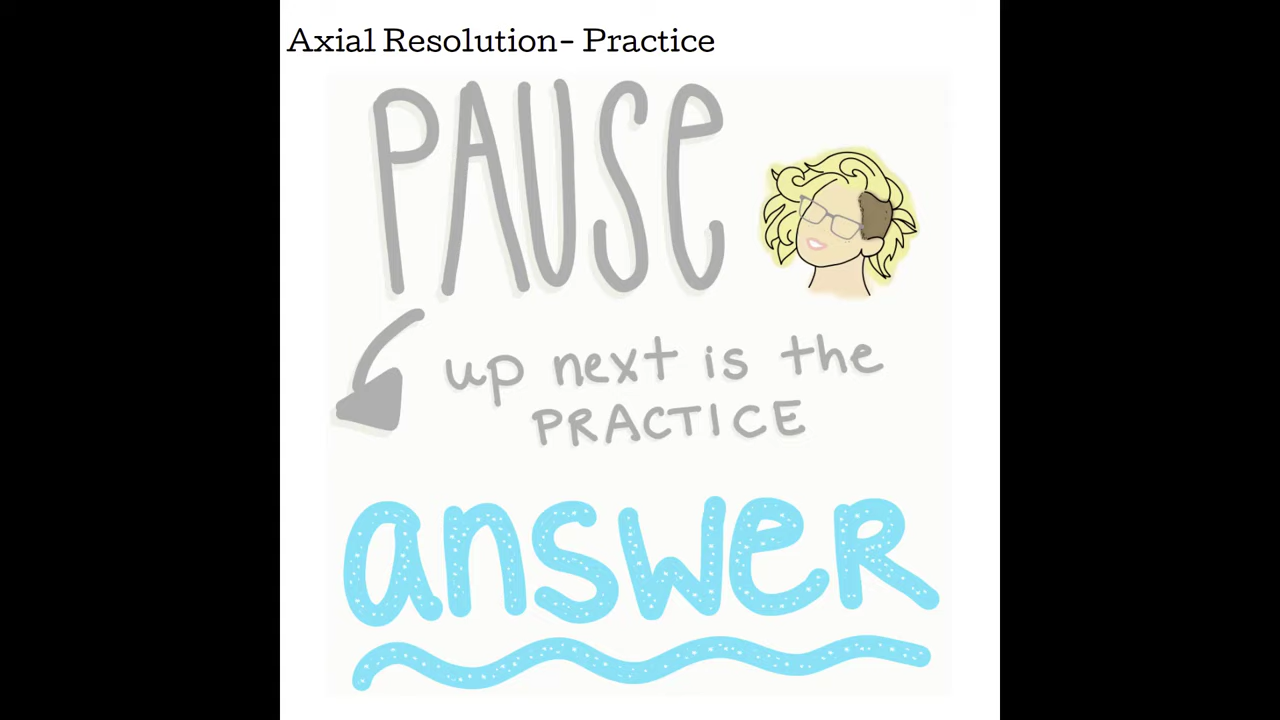 Axial Resolution- Practice
PAUSe
up next is the
PRACTICE
answer